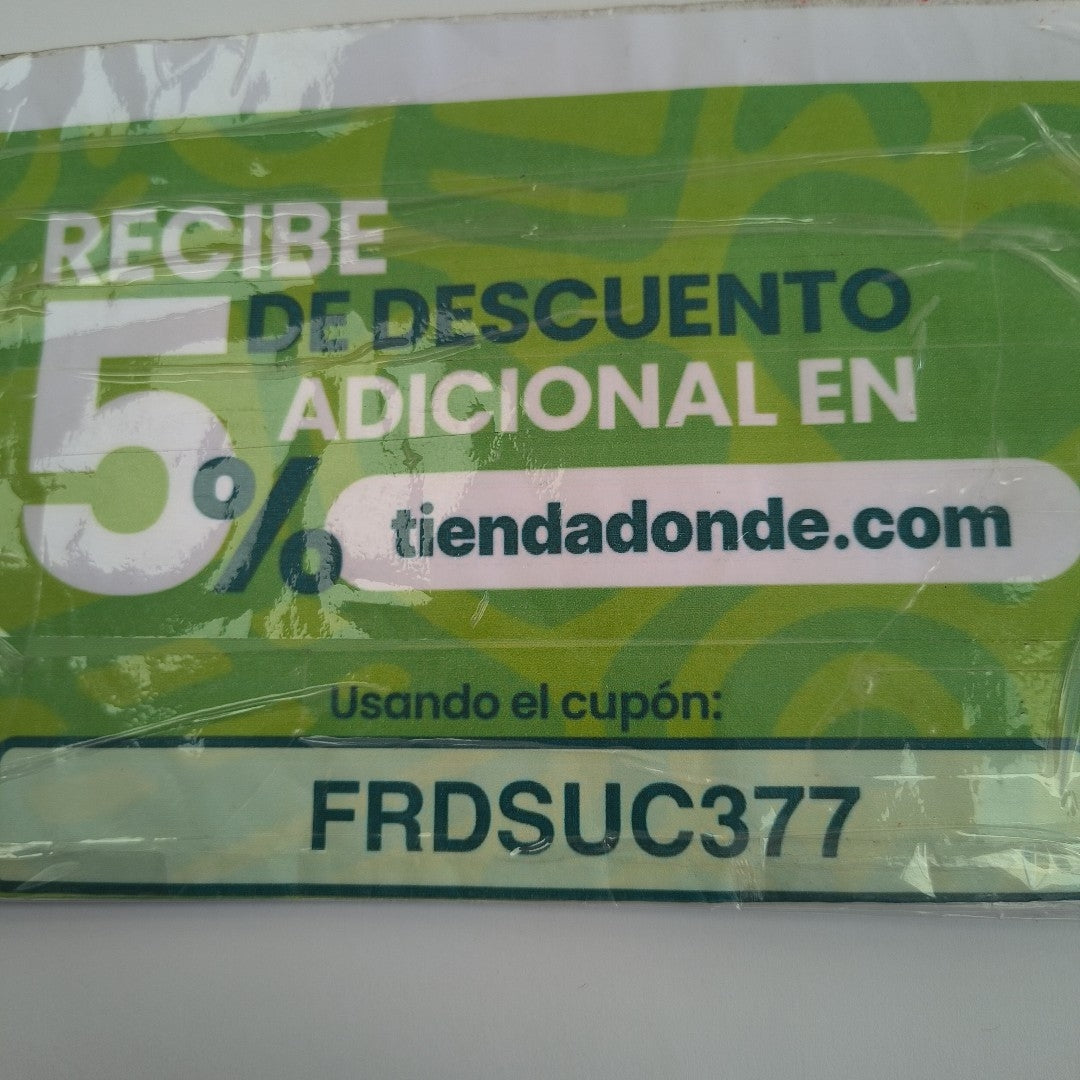 RECIBE
5% DE DESCUENTO
ADICIONAL EN
tiendadonde.com
Usando el cupón:
FRDSUC377